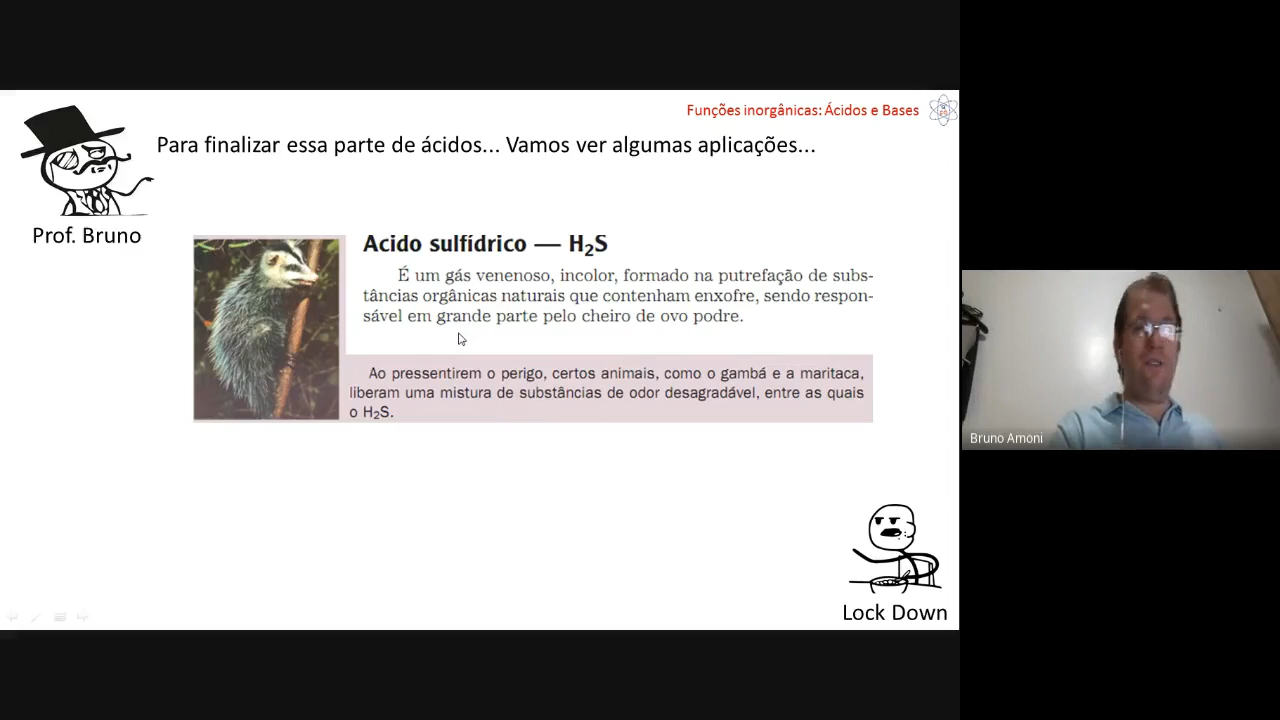 Funções inorgânicas: Ácidos e Bases
Para finalizar essa parte de ácidos... Vamos ver algumas aplicações...
Prof. Bruno
Acido sulfídrico — H₂S
É um gás venenoso, incolor, formado na putrefação de subs-
tâncias orgânicas naturais que contenham enxofre, sendo respon-
sável em grande parte pelo cheiro de ovo podre.
Ao pressentirem o perigo, certos animais, como o gambá e a maritaca,
liberam uma mistura de substâncias de odor desagradável, entre as quais
o H₂S.
Bruno Amoni
Lock Down